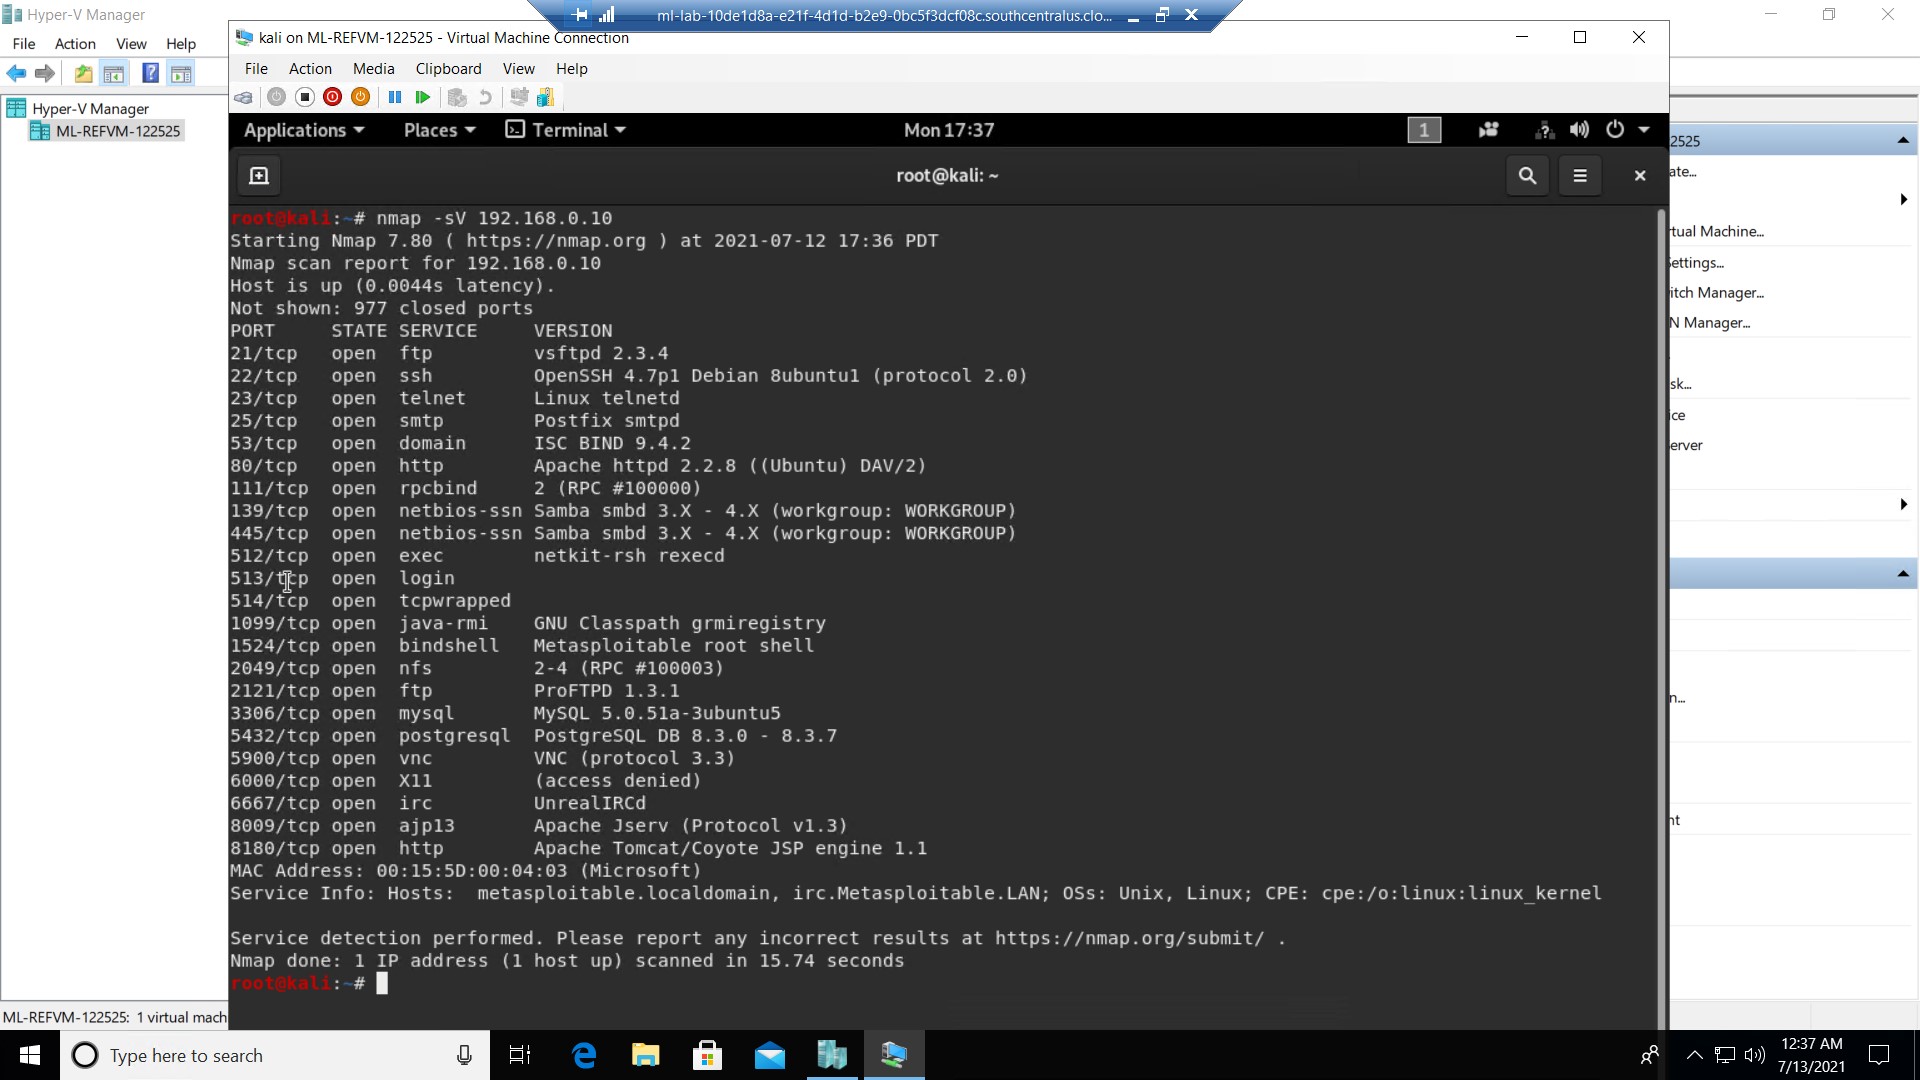 Hyper-V Manager
File Action View Help
ml-lab-10de1d8a-e21f-4d1d-b2e9-0bc5f3dcf08c.southcentralus.clo...
kali on ML-REFVM-122525 - Virtual Machine Connection
File Action Media Clipboard View Help
Hyper-V Manager
ML-REFVM-122525
Applications Places Terminal Mon 17:37 1
root@kali: ~
root@kali:~# nmap -sV 192.168.0.10
Starting Nmap 7.80 ( https://nmap.org ) at 2021-07-12 17:36 PDT
Nmap scan report for 192.168.0.10
Host is up (0.0044s latency).
Not shown: 977 closed ports
PORT     STATE SERVICE     VERSION
21/tcp   open  ftp         vsftpd 2.3.4
22/tcp   open  ssh         OpenSSH 4.7p1 Debian 8ubuntu1 (protocol 2.0)
23/tcp   open  telnet      Linux telnetd
25/tcp   open  smtp        Postfix smtpd
53/tcp   open  domain      ISC BIND 9.4.2
80/tcp   open  http        Apache httpd 2.2.8 ((Ubuntu) DAV/2)
111/tcp  open  rpcbind     2 (RPC #100000)
139/tcp  open  netbios-ssn Samba smbd 3.X - 4.X (workgroup: WORKGROUP)
445/tcp  open  netbios-ssn Samba smbd 3.X - 4.X (workgroup: WORKGROUP)
512/tcp  open  exec        netkit-rsh rexecd
513/tcp  open  login
514/tcp  open  tcpwrapped
1099/tcp open  java-rmi    GNU Classpath grmiregistry
1524/tcp open  bindshell   Metasploitable root shell
2049/tcp open  nfs         2-4 (RPC #100003)
2121/tcp open  ftp         ProFTPD 1.3.1
3306/tcp open  mysql       MySQL 5.0.51a-3ubuntu5
5432/tcp open  postgresql  PostgreSQL DB 8.3.0 - 8.3.7
5900/tcp open  vnc         VNC (protocol 3.3)
6000/tcp open  X11         (access denied)
6667/tcp open  irc         UnrealIRCd
8009/tcp open  ajp13       Apache Jserv (Protocol v1.3)
8180/tcp open  http        Apache Tomcat/Coyote JSP engine 1.1
MAC Address: 00:15:5D:00:04:03 (Microsoft)
Service Info: Hosts:  metasploitable.localdomain, irc.Metasploitable.LAN; OSs: Unix, Linux; CPE: cpe:/o:linux:linux_kernel
Service detection performed. Please report any incorrect results at https://nmap.org/submit/ .
Nmap done: 1 IP address (1 host up) scanned in 15.74 seconds
root@kali:~#
2525
ate...
rtual Machine...
Settings...
itch Manager...
N Manager...
sk...
ice
erver
n...
nt
ML-REFVM-122525: 1 virtual mach
Type here to search
12:37 AM
7/13/2021